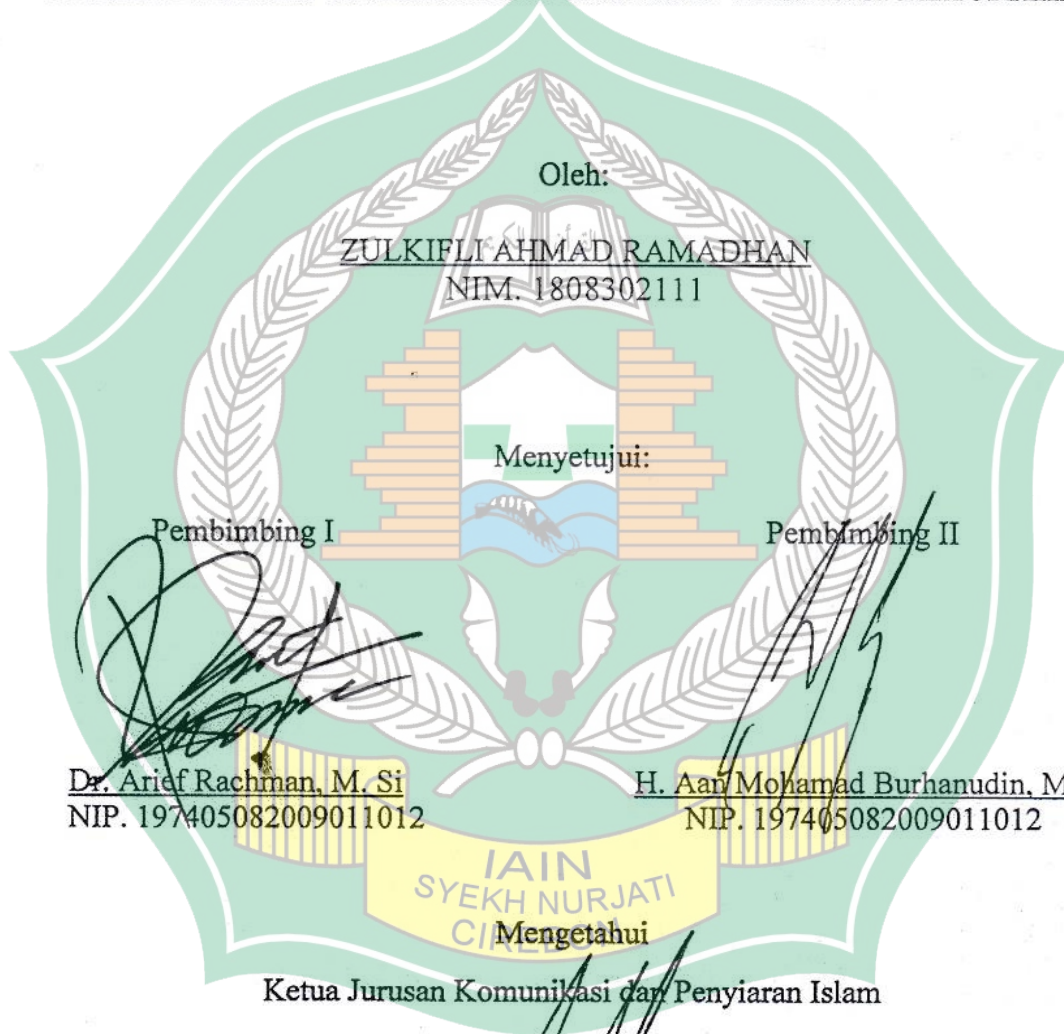 Oleh:
ZULKIFLI AHMAD RAMADHAN
NIM. 1808302111
Menyetujui:
Pembimbing I
Pembimbing II
Dr. Arief Rachman, M. Si
NIP. 197405082009011012
H. Aan Mohamad Burhanudin, M
NIP. 197405082009011012
IAIN
SYEKH NURJATI
CIREBON
Mengetahui
Ketua Jurusan Komunikasi dan Penyiaran Islam